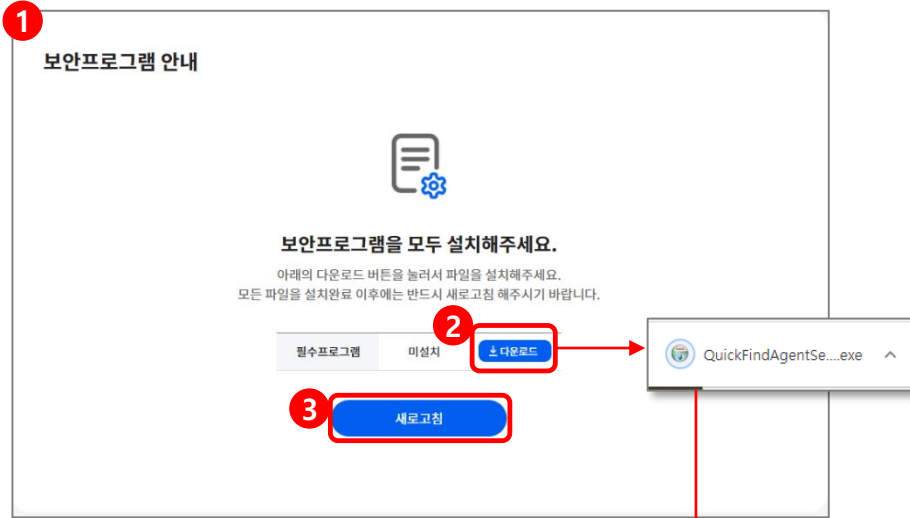 1
보안프로그램 안내
보안프로그램을 모두 설치해주세요.
아래의 다운로드 버튼을 눌러서 파일을 설치해주세요.
모든 파일을 설치완료 이후에는 반드시 새로고침 해주시기 바랍니다.
2
필수프로그램 미설치 다운로드
QuickFindAgentSe....exe
3
새로고침